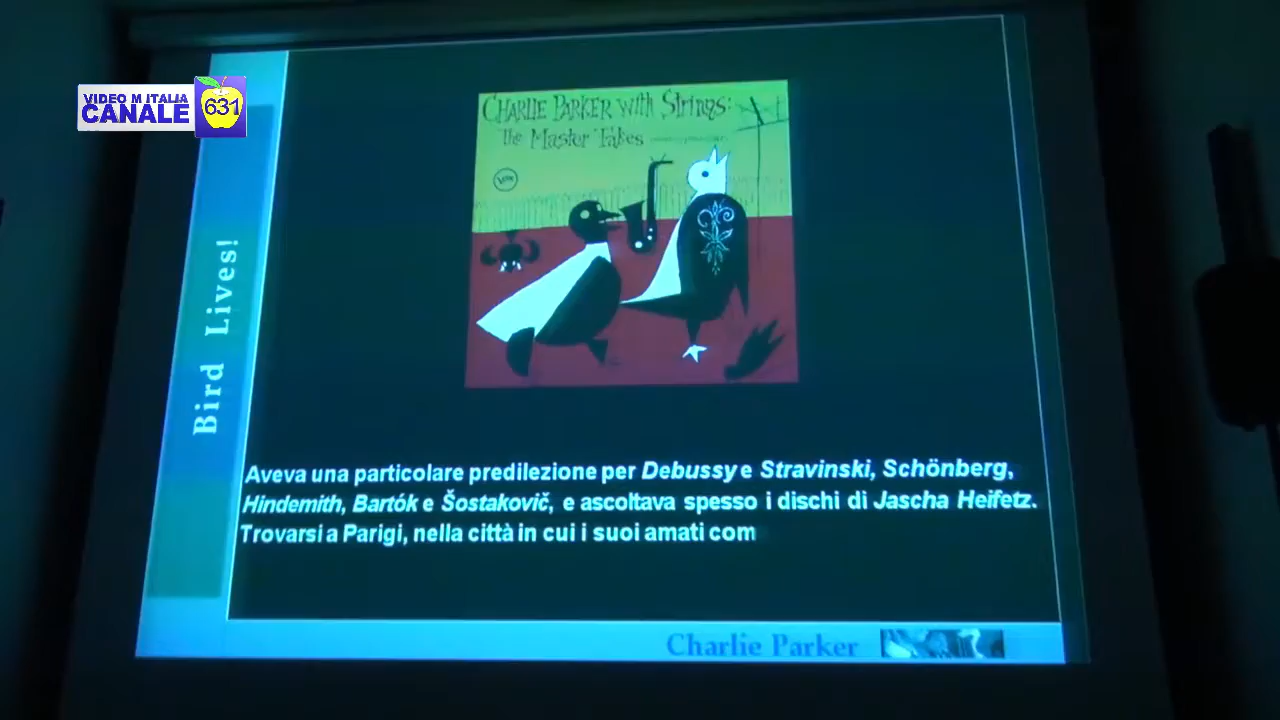 VIDEO M ITALIA
CANALE
631
CHARLIE PARKER with Strings:
the Master Takes
Verve
Bird Lives!
Aveva una particolare predilezione per Debussy e Stravinski, Schönberg,
Hindemith, Bartók e Šostakovič, e ascoltava spesso i dischi di Jascha Heifetz.
Trovarsi a Parigi, nella città in cui i suoi amati com
Charlie Parker